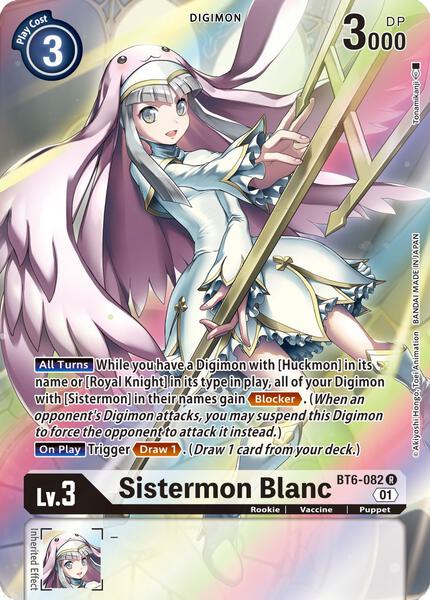 Play Cost
3
DIGIMON
DP
3000
Tonamikanji
©Akiyoshi Hongo, Toei Animation BANDAI MADE IN JAPAN
All Turns While you have a Digimon with [Huckmon] in its
name or [Royal Knight] in its type in play, all of your Digimon
with [Sistermon] in their names gain Blocker. (When an
opponent's Digimon attacks, you may suspend this Digimon
to force the opponent to attack it instead.)
On Play Trigger Draw 1. (Draw 1 card from your deck.)
Lv.3
Sistermon Blanc
BT6-082 R
01
Rookie | Vaccine | Puppet
Inherited Effect
–